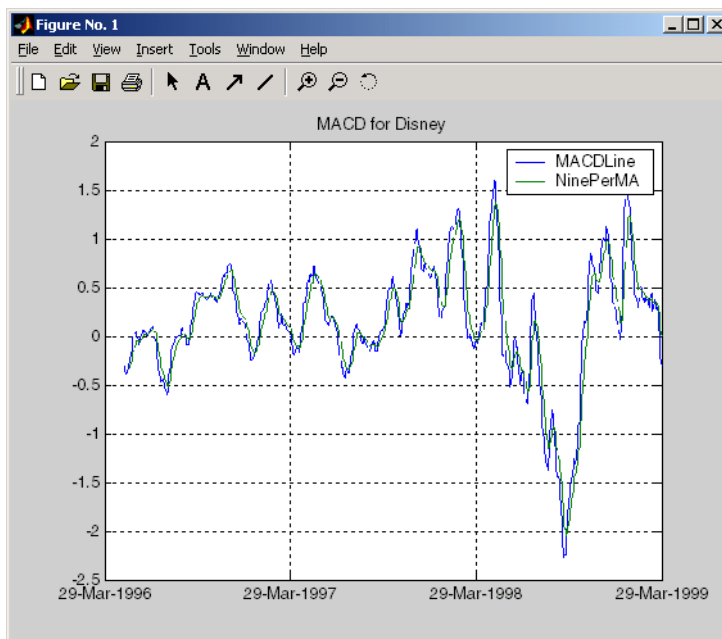 Figure No. 1
File Edit View Insert Tools Window Help
A
MACD for Disney
MACDLine
NinePerMA
2
1.5
1
0.5
0
-0.5
-1
-1.5
-2
-2.5
29-Mar-1996 29-Mar-1997 29-Mar-1998 29-Mar-1999